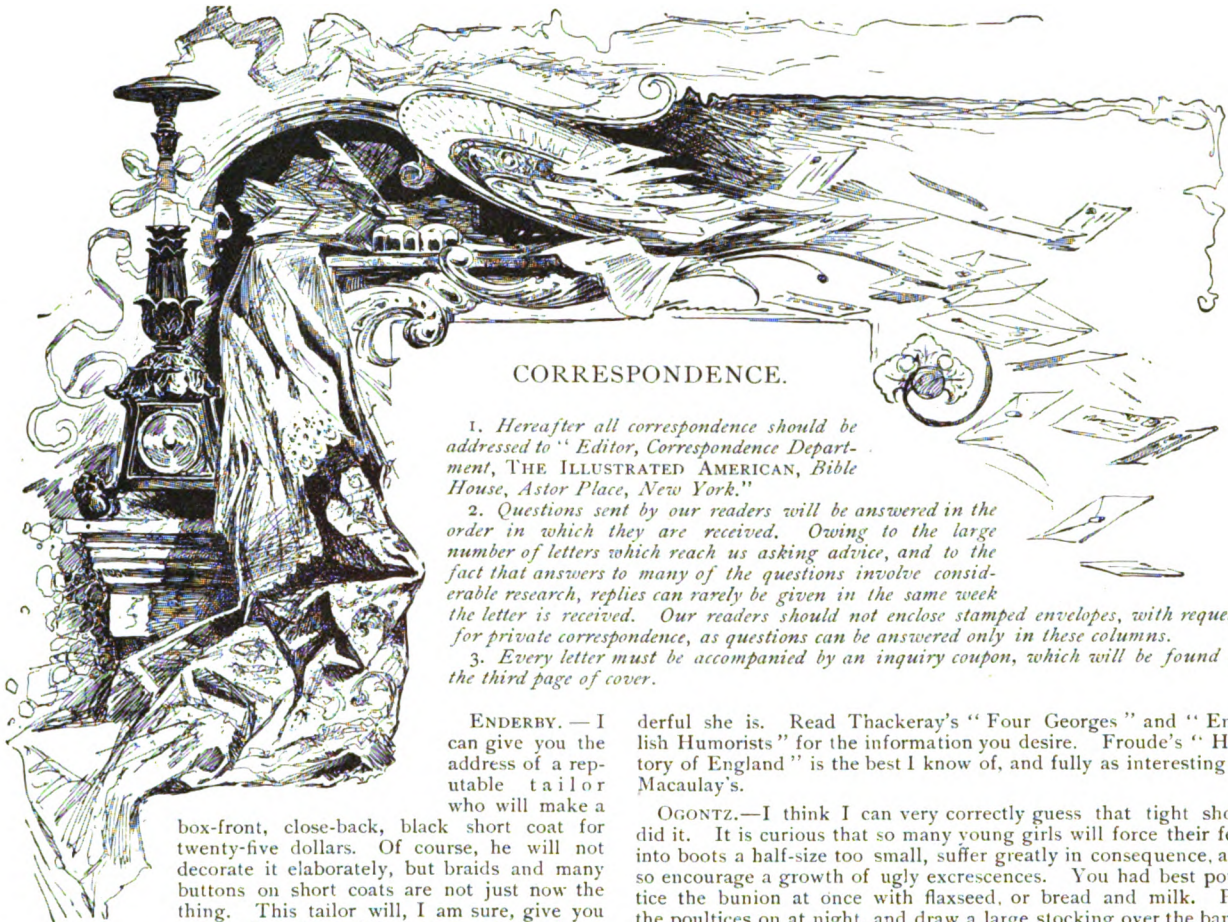 CORRESPONDENCE.
1. Hereafter all correspondence should be
addressed to "Editor, Correspondence Depart-
ment, THE ILLUSTRATED AMERICAN, Bible
House, Astor Place, New York."
2. Questions sent by our readers will be answered in the
order in which they are received. Owing to the large
number of letters which reach us asking advice, and to the
fact that answers to many of the questions involve consid-
erable research, replies can rarely be given in the same week
the letter is received. Our readers should not enclose stamped envelopes, with reque
for private correspondence, as questions can be answered only in these columns.
3. Every letter must be accompanied by an inquiry coupon, which will be found
the third page of cover.
ENDERBY. — I
can give you the
address of a rep-
utable tailor
who will make a
box-front, close-back, black short coat for
twenty-five dollars. Of course, he will not
decorate it elaborately, but braids and many
buttons on short coats are not just now the
thing. This tailor will, I am sure, give you
derful she is. Read Thackeray's "Four Georges" and "En
lish Humorists" for the information you desire. Froude's "H
tory of England" is the best I know of, and fully as interesting
Macaulay's.
OGONTZ.—I think I can very correctly guess that tight sho
did it. It is curious that so many young girls will force their fe
into boots a half-size too small, suffer greatly in consequence, a
so encourage a growth of ugly excrescences. You had best po
tice the bunion at once with flaxseed, or bread and milk.
the poultices on at night, and draw a large stocking over the ba